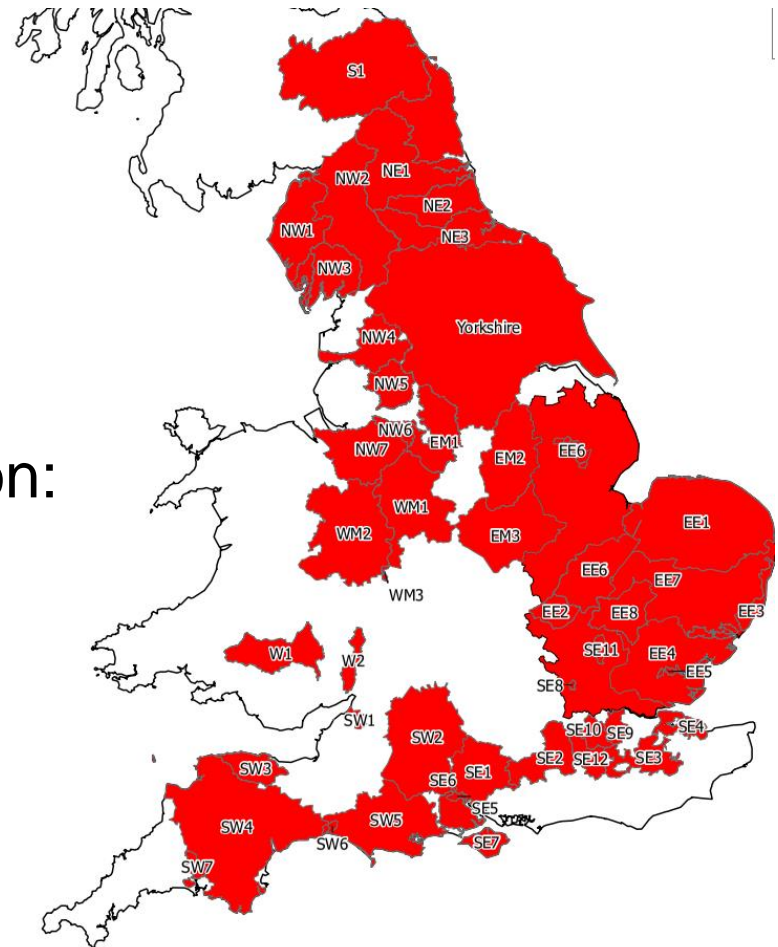 S1
NE1
NW2
NE2
NW1
NE3
NW3
Yorkshire
NW4
NW5
NW6
EM1
NW7
EM2
EE6
on:
WM1
WM2
EM3
EE1
WM3
EE6
EE7
EE2
EE8
EE3
W1
W2
SE11
EE4
EE5
SE8
SW1
SW2
SE10
SE9
SE4
SE2
SE12
SE3
SW3
SE6
SE1
SE5
SW4
SW5
SW6
SE7
SW7